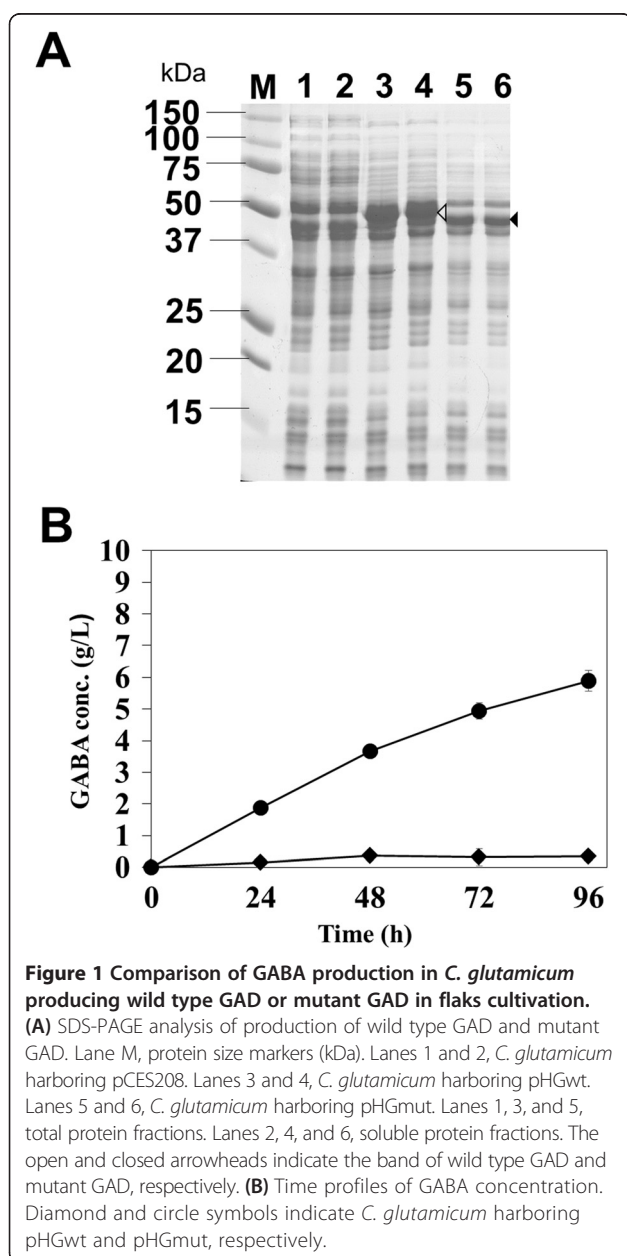 A
kDa M 1 2 3 4 5 6
150
100
75
50
37
25
20
15
B
10
9
8
7
6
5
4
3
2
1
0
GABA conc. (g/L)
0 24 48 72 96
Time (h)
Figure 1 Comparison of GABA production in C. glutamicum
producing wild type GAD or mutant GAD in flaks cultivation.
(A) SDS-PAGE analysis of production of wild type GAD and mutant
GAD. Lane M, protein size markers (kDa). Lanes 1 and 2, C. glutamicum
harboring pCES208. Lanes 3 and 4, C. glutamicum harboring pHGwt.
Lanes 5 and 6, C. glutamicum harboring pHGmut. Lanes 1, 3, and 5,
total protein fractions. Lanes 2, 4, and 6, soluble protein fractions. The
open and closed arrowheads indicate the band of wild type GAD and
mutant GAD, respectively. (B) Time profiles of GABA concentration.
Diamond and circle symbols indicate C. glutamicum harboring
pHGwt and pHGmut, respectively.